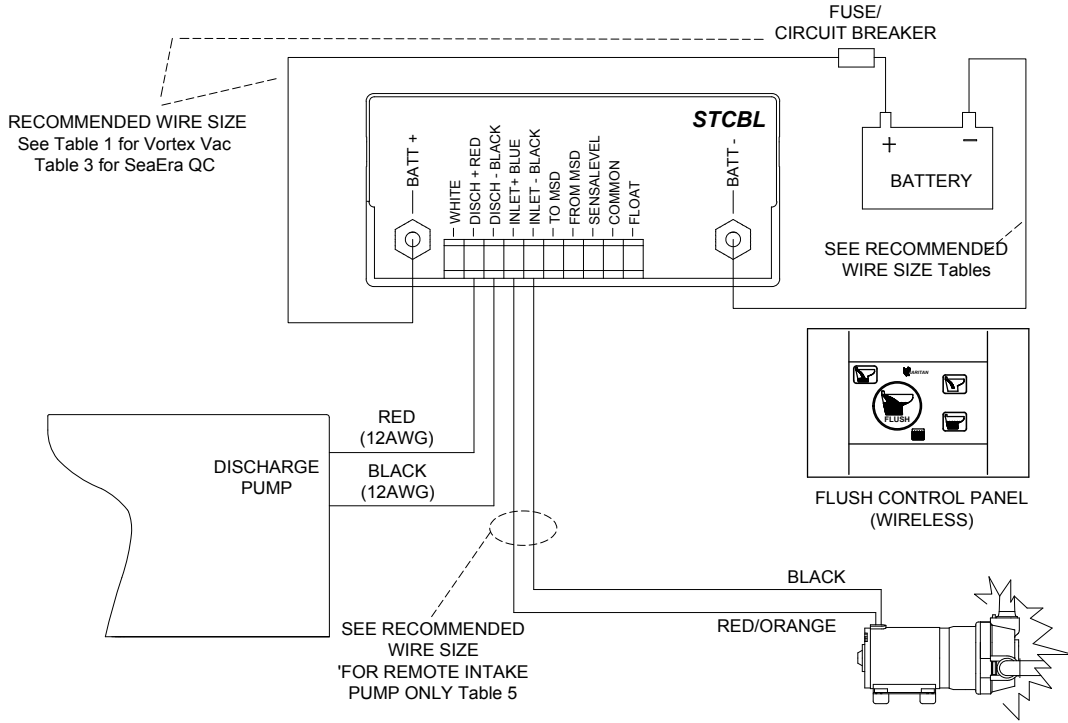 FUSE/
CIRCUIT BREAKER
RECOMMENDED WIRE SIZE
See Table 1 for Vortex Vac
Table 3 for SeaEra QC
STCBL
BATT +
WHITE
DISCH + RED
DISCH - BLACK
INLET+ BLUE
INLET - BLACK
TO MSD
FROM MSD
SENSALEVEL
COMMON
FLOAT
BATT -
+ −
BATTERY
SEE RECOMMENDED
WIRE SIZE Tables
RARITAN
FLUSH
FLUSH CONTROL PANEL
(WIRELESS)
RED
(12AWG)
DISCHARGE
PUMP
BLACK
(12AWG)
BLACK
RED/ORANGE
SEE RECOMMENDED
WIRE SIZE
'FOR REMOTE INTAKE
PUMP ONLY Table 5